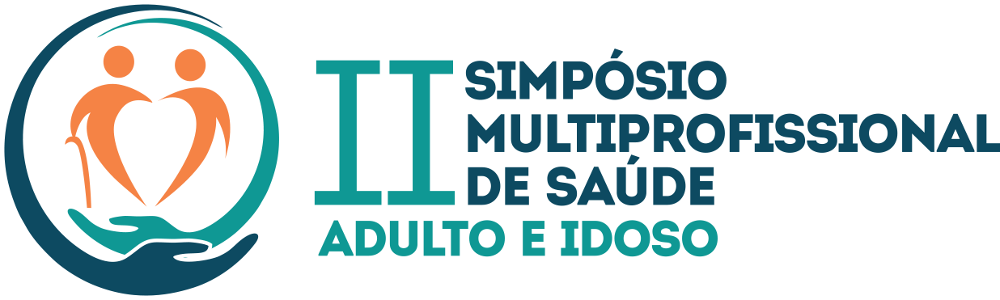 II
SIMPÓSIO
MULTIPROFISSIONAL
DE SAÚDE
ADULTO E IDOSO